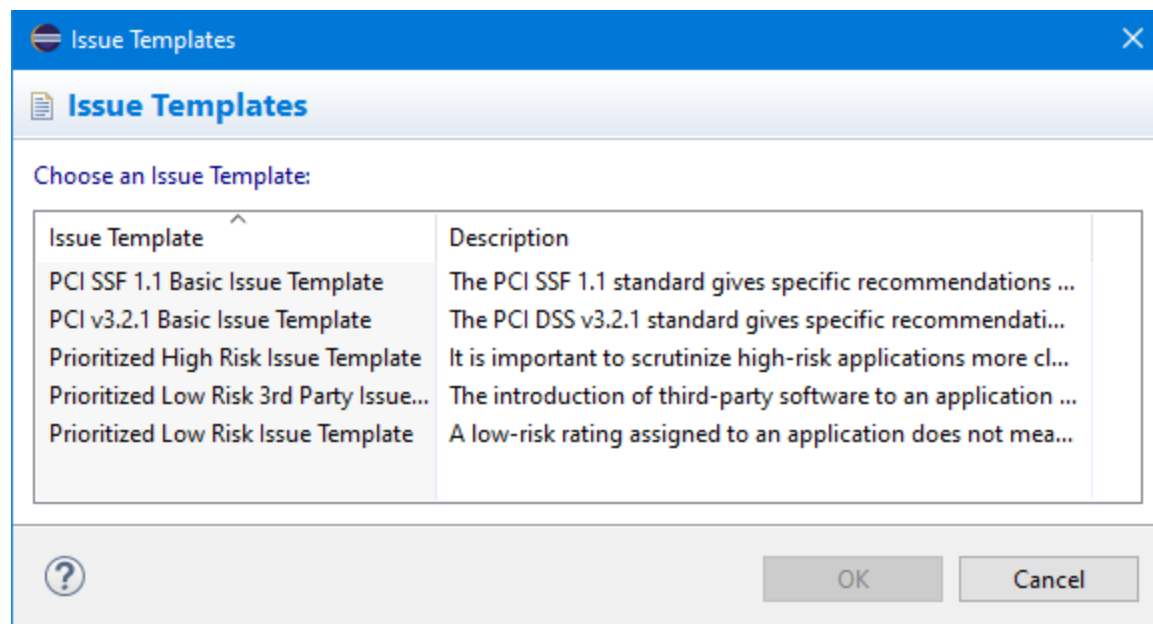 Issue Templates
Issue Templates
Choose an Issue Template:
Issue Template Description
PCI SSF 1.1 Basic Issue Template The PCI SSF 1.1 standard gives specific recommendations ...
PCI v3.2.1 Basic Issue Template The PCI DSS v3.2.1 standard gives specific recommendati...
Prioritized High Risk Issue Template It is important to scrutinize high-risk applications more cl...
Prioritized Low Risk 3rd Party Issue... The introduction of third-party software to an application ...
Prioritized Low Risk Issue Template A low-risk rating assigned to an application does not mea...
? OK Cancel